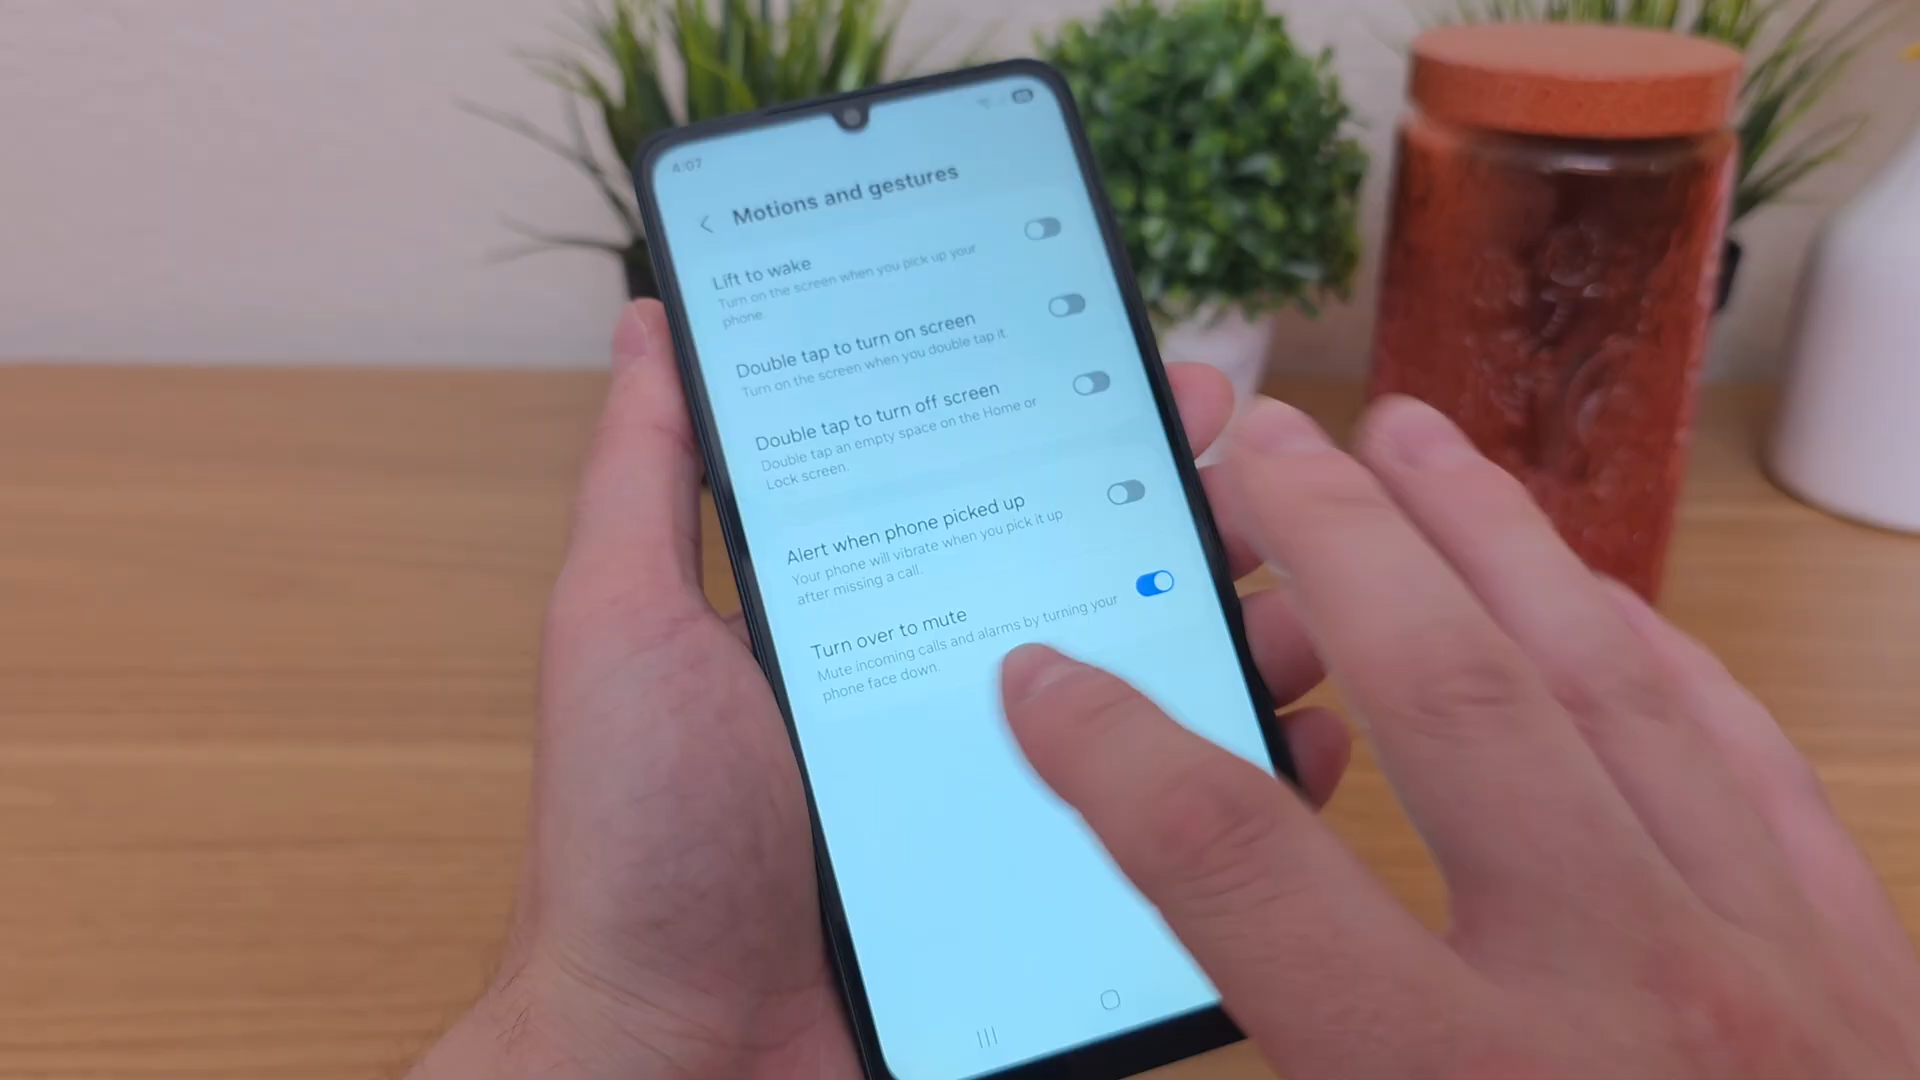 4:07
Motions and gestures
Lift to wake
Turn on the screen when you pick up your
phone.
Double tap to turn on screen
Turn on the screen when you double tap it.
Double tap to turn off screen
Double tap an empty space on the Home or
Lock screen.
Alert when phone picked up
Your phone will vibrate when you pick it up
after missing a call.
Turn over to mute
Mute incoming calls and alarms by turning your
phone face down.